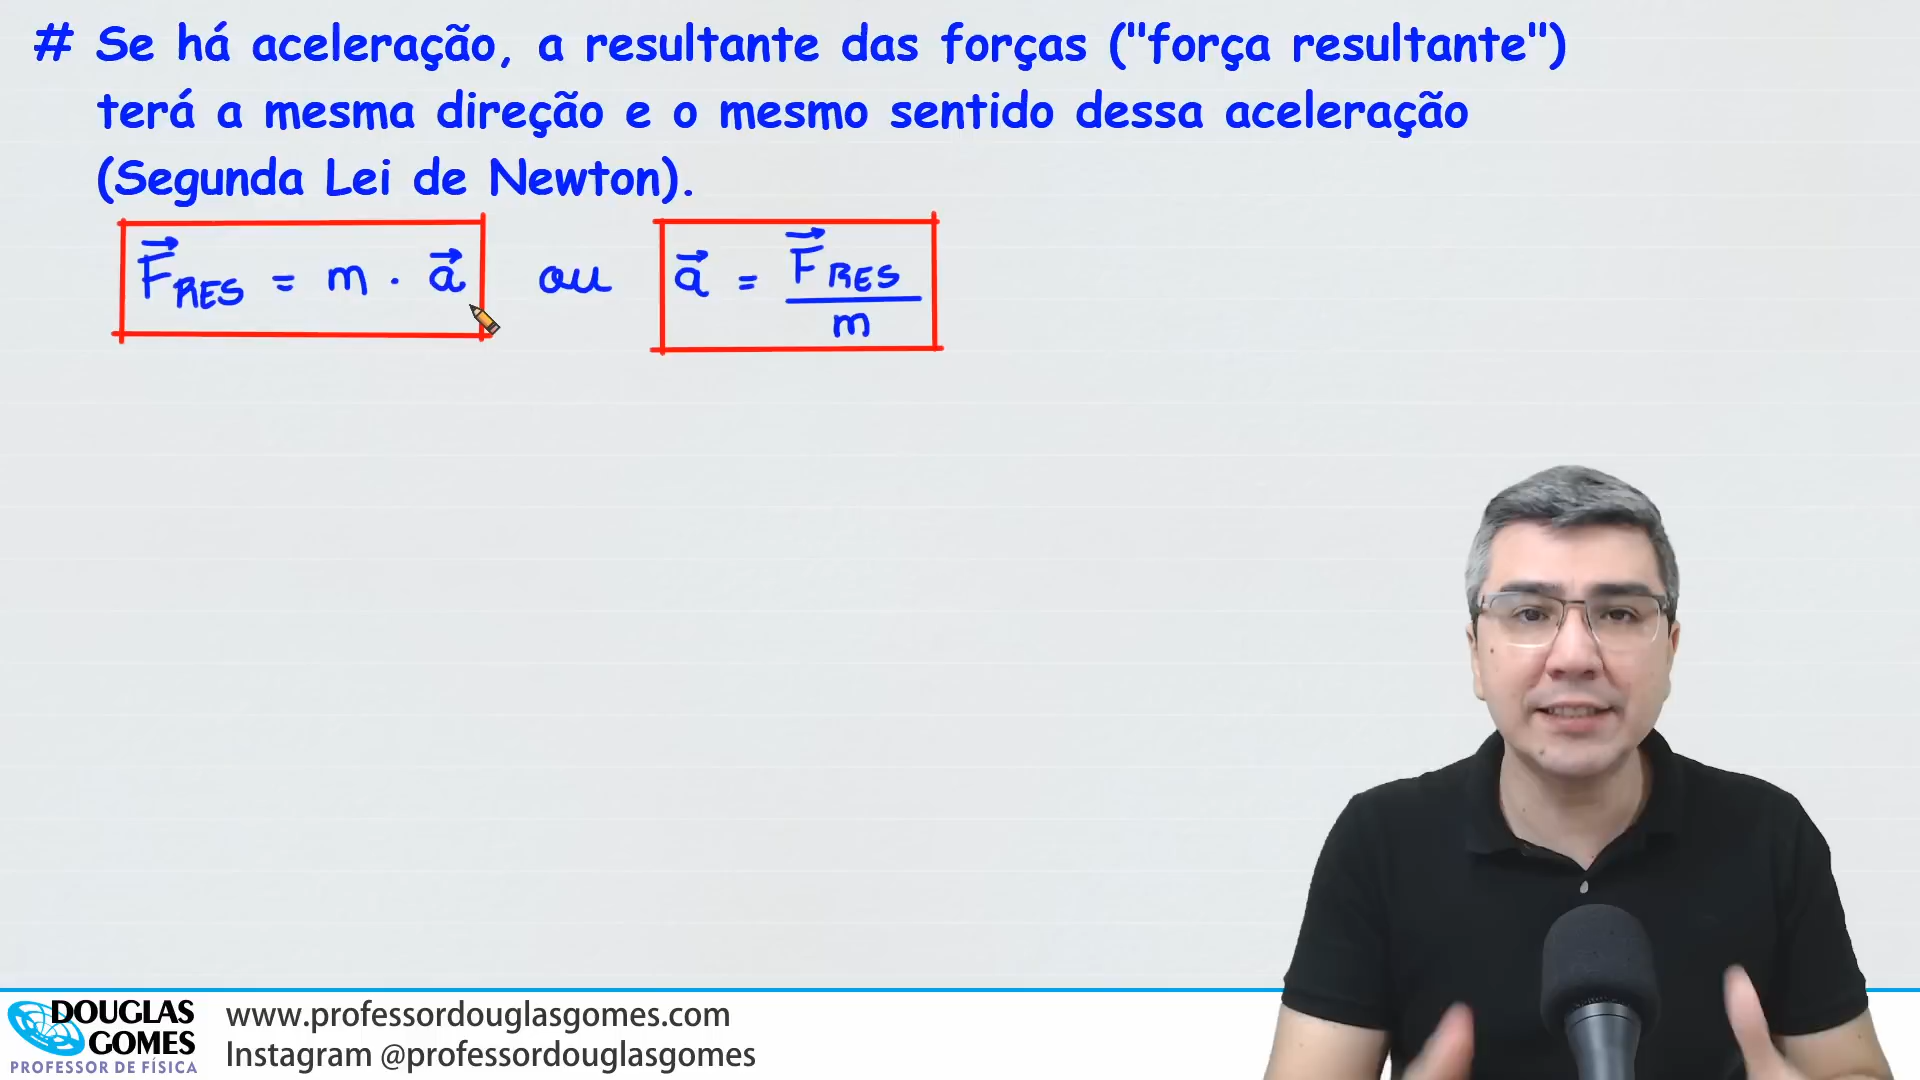 # Se há aceleração, a resultante das forças ("força resultante")
terá a mesma direção e o mesmo sentido dessa aceleração
(Segunda Lei de Newton).
F⃗RES = m · a⃗ ou a⃗ = F⃗RES / m
DOUGLAS
GOMES
PROFESSOR DE FÍSICA
www.professordouglasgomes.com
Instagram @professordouglasgomes